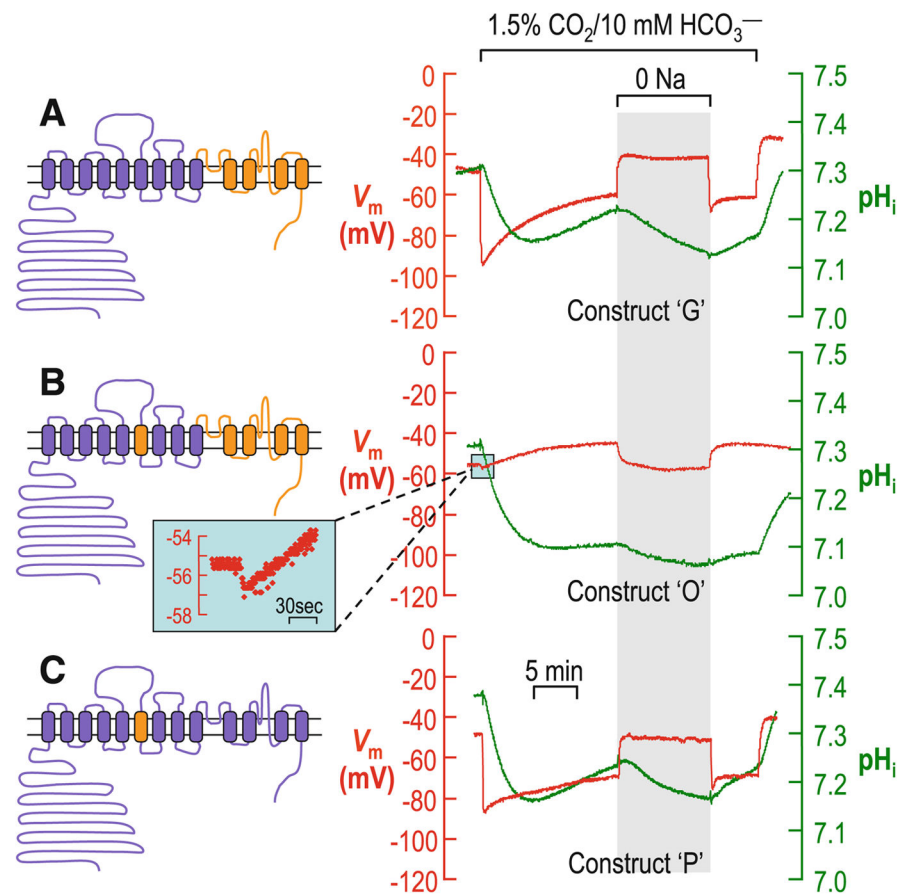 1.5% CO₂/10 mM HCO₃—
0 Na
A
Vm
(mV)
0
-20
-40
-60
-80
-100
-120
7.5
7.4
7.3
7.2
7.1
7.0
pHi
Construct ‘G’
B
Vm
(mV)
0
-20
-40
-60
-80
-100
-120
7.5
7.4
7.3
7.2
7.1
7.0
pHi
Construct ‘O’
-54
-56
-58
30sec
C
5 min
Vm
(mV)
0
-20
-40
-60
-80
-100
-120
7.5
7.4
7.3
7.2
7.1
7.0
pHi
Construct ‘P’